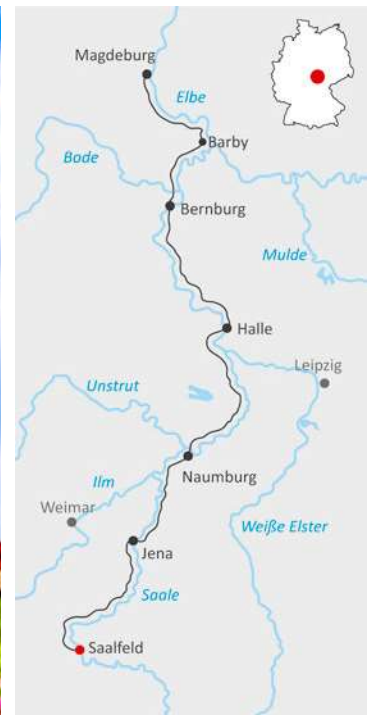 Magdeburg
Elbe
Barby
Bode
Bernburg
Mulde
Halle
Leipzig
Unstrut
Naumburg
Ilm
Weimar
Weiße Elster
Jena
Saale
Saalfeld